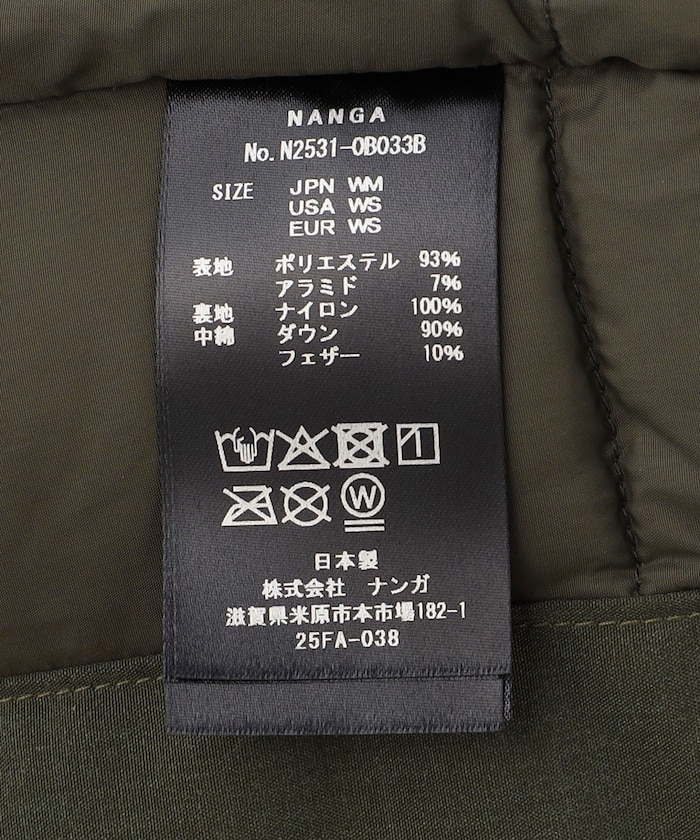 NANGA
No. N2531-0B033B
SIZE JPN WM
USA WS
EUR WS
表地 ポリエステル 93%
アラミド 7%
裏地 ナイロン 100%
中綿 ダウン 90%
フェザー 10%
W
日本製
株式会社 ナンガ
滋賀県米原市本市場182-1
25FA-038